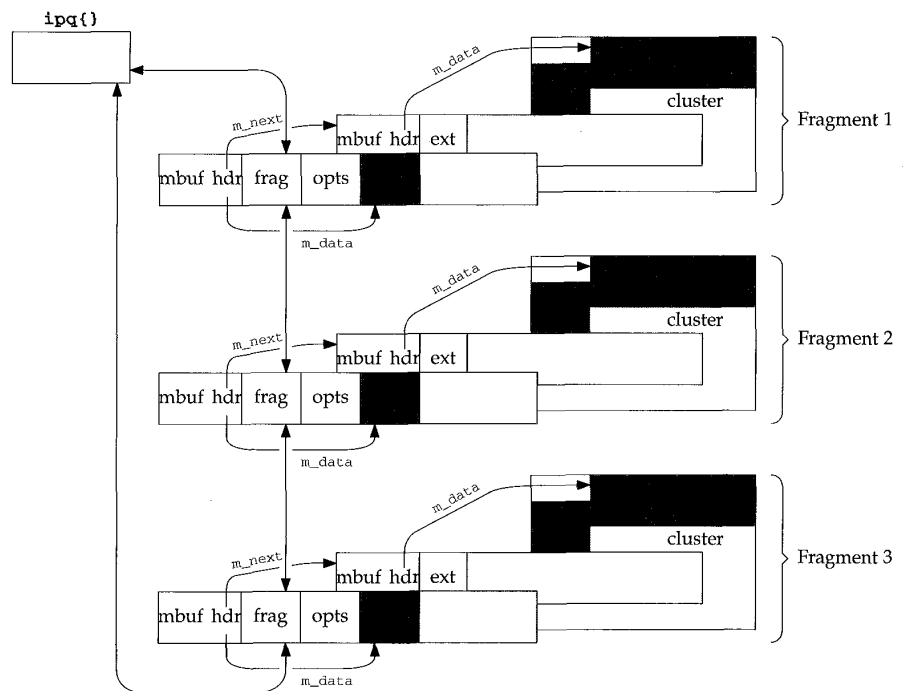 ipq{}
m_data
cluster
m_next
mbuf hdr ext
Fragment 1
mbuf hdr frag opts
m_data
m_data
cluster
m_next
mbuf hdr ext
Fragment 2
mbuf hdr frag opts
m_data
m_data
cluster
m_next
mbuf hdr ext
Fragment 3
mbuf hdr frag opts
m_data